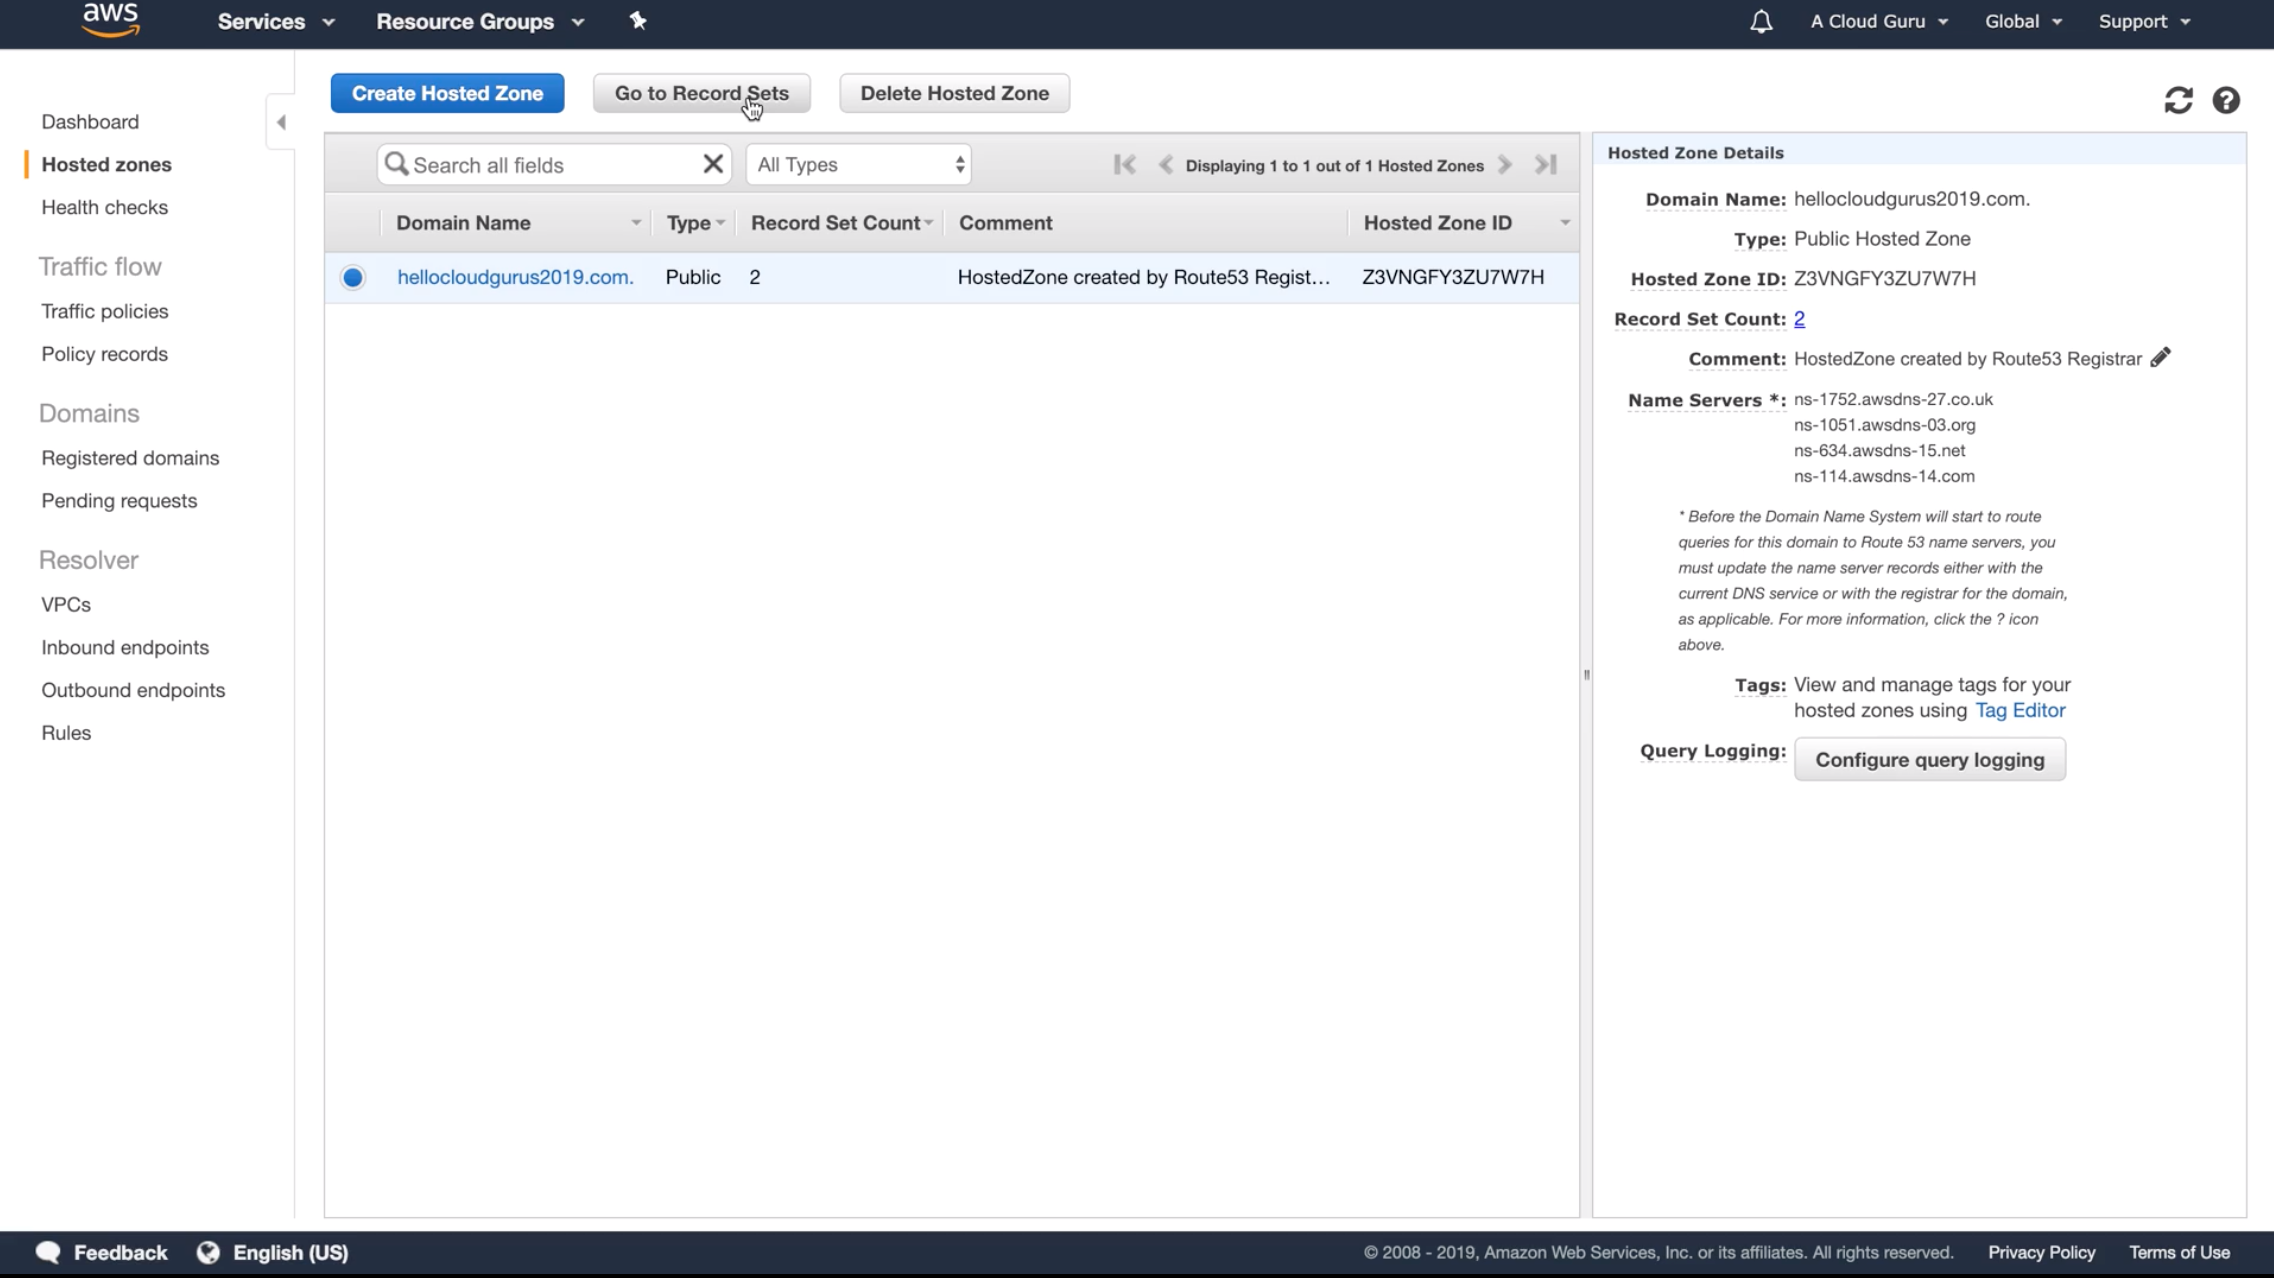 aws
Services
Resource Groups
A Cloud Guru
Global
Support
Dashboard
Hosted zones
Health checks
Traffic flow
Traffic policies
Policy records
Domains
Registered domains
Pending requests
Resolver
VPCs
Inbound endpoints
Outbound endpoints
Rules
Create Hosted Zone
Go to Record Sets
Delete Hosted Zone
Search all fields
All Types
Displaying 1 to 1 out of 1 Hosted Zones
Domain Name Type Record Set Count Comment Hosted Zone ID
hellocloudgurus2019.com. Public 2 HostedZone created by Route53 Regist... Z3VNGFY3ZU7W7H
Hosted Zone Details
Domain Name: hellocloudgurus2019.com.
Type: Public Hosted Zone
Hosted Zone ID: Z3VNGFY3ZU7W7H
Record Set Count: 2
Comment: HostedZone created by Route53 Registrar
Name Servers *: ns-1752.awsdns-27.co.uk
ns-1051.awsdns-03.org
ns-634.awsdns-15.net
ns-114.awsdns-14.com
* Before the Domain Name System will start to route
queries for this domain to Route 53 name servers, you
must update the name server records either with the
current DNS service or with the registrar for the domain,
as applicable. For more information, click the ? icon
above.
Tags: View and manage tags for your
hosted zones using Tag Editor
Query Logging: Configure query logging
Feedback
English (US)
© 2008 - 2019, Amazon Web Services, Inc. or its affiliates. All rights reserved.
Privacy Policy
Terms of Use